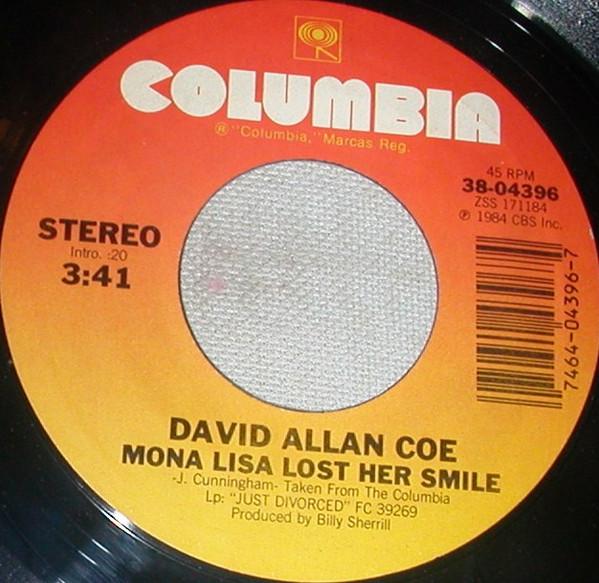 COLUMBIA
® "Columbia," Marcas Reg.
45 RPM
38-04396
ZSS 171184
℗ 1984 CBS Inc.
STEREO
Intro. :20
3:41
7464-04396-7
DAVID ALLAN COE
MONA LISA LOST HER SMILE
-J. Cunningham- Taken From The Columbia
Lp: "JUST DIVORCED" FC 39269
Produced by Billy Sherrill